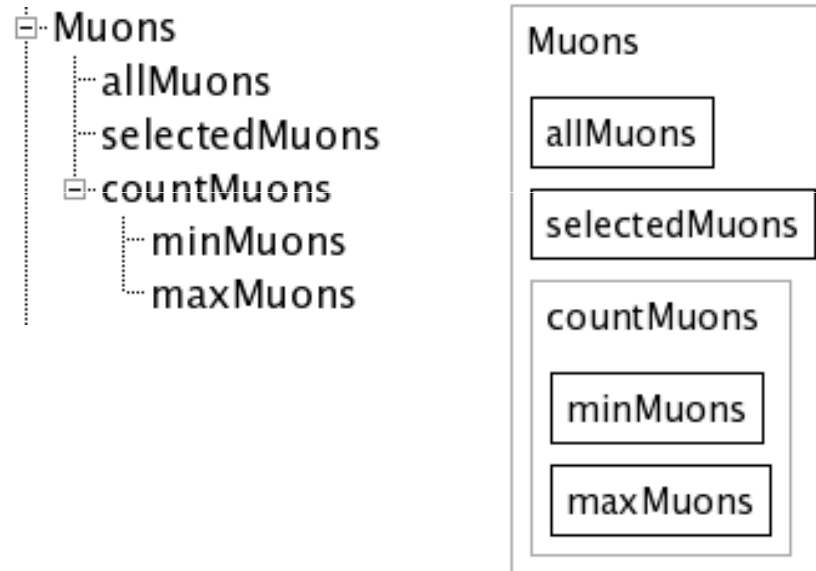 Muons
allMuons
selectedMuons
countMuons
minMuons
maxMuons
Muons
allMuons
selectedMuons
countMuons
minMuons
maxMuons